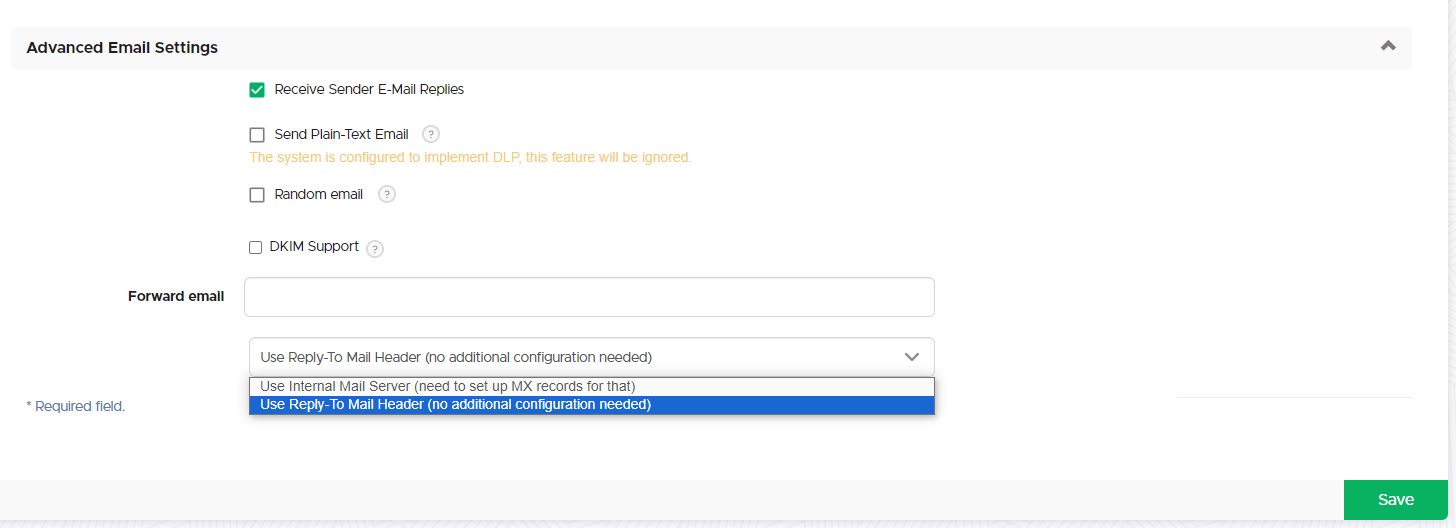 Advanced Email Settings
Receive Sender E-Mail Replies
Send Plain-Text Email ?
The system is configured to implement DLP, this feature will be ignored.
Random email ?
DKIM Support ?
Forward email
Use Reply-To Mail Header (no additional configuration needed)
Use Internal Mail Server (need to set up MX records for that)
Use Reply-To Mail Header (no additional configuration needed)
* Required field.
Save